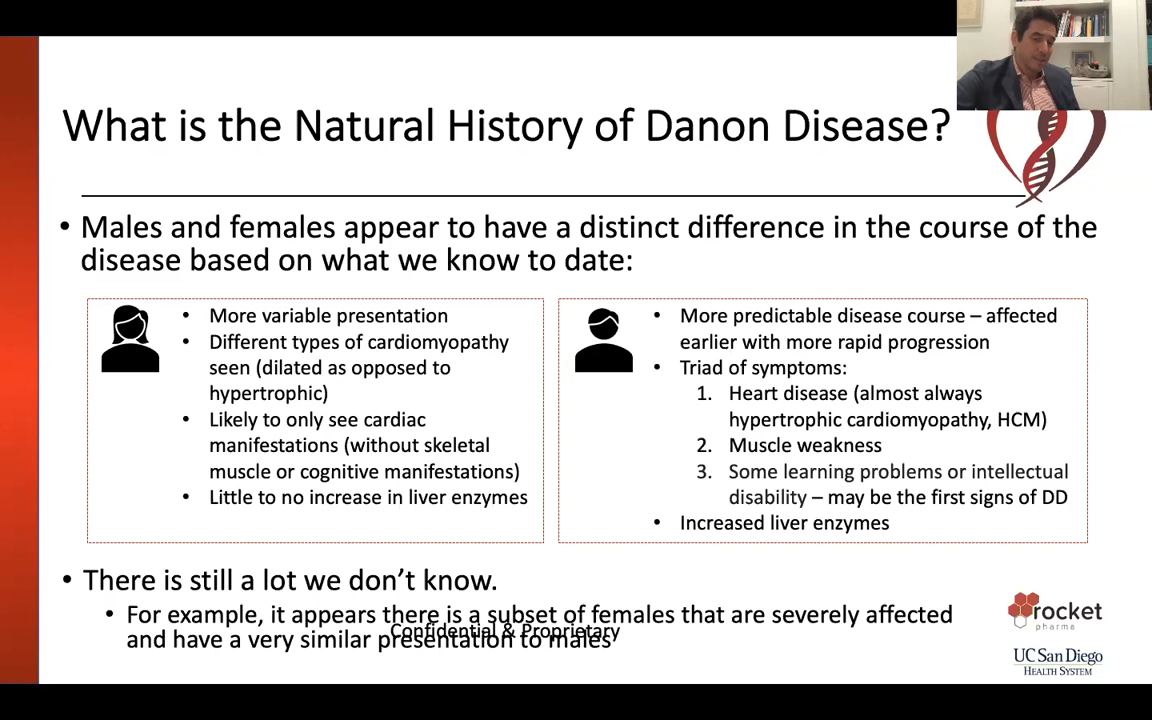 What is the Natural History of Danon Disease?
• Males and females appear to have a distinct difference in the course of the
disease based on what we know to date:
• More variable presentation
• Different types of cardiomyopathy
seen (dilated as opposed to
hypertrophic)
• Likely to only see cardiac
manifestations (without skeletal
muscle or cognitive manifestations)
• Little to no increase in liver enzymes
• More predictable disease course – affected
earlier with more rapid progression
• Triad of symptoms:
1. Heart disease (almost always
hypertrophic cardiomyopathy, HCM)
2. Muscle weakness
3. Some learning problems or intellectual
disability – may be the first signs of DD
• Increased liver enzymes
• There is still a lot we don’t know.
• For example, it appears there is a subset of females that are severely affected
and have a very similar presentation to males
Confidential & Proprietary
rocket
pharma
UC San Diego
HEALTH SYSTEM